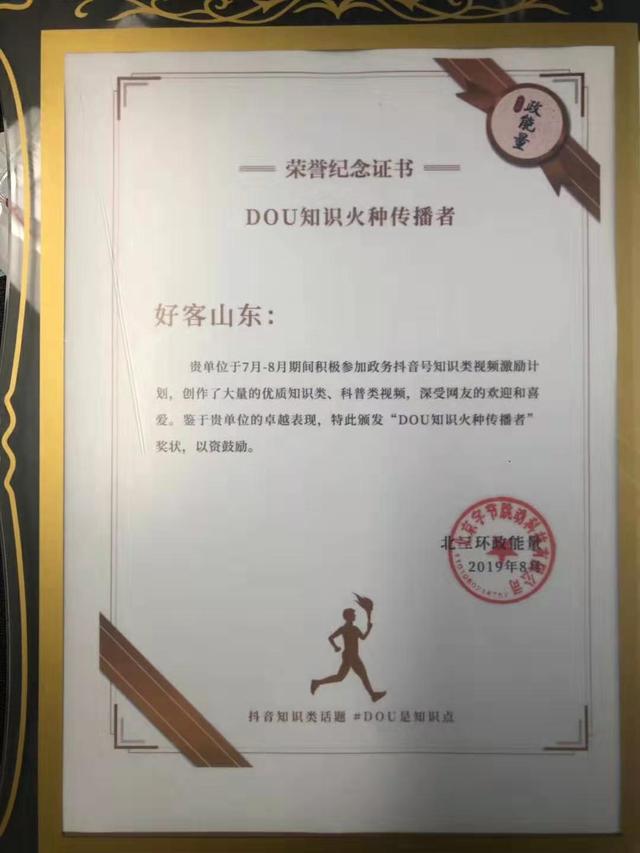 政能量
荣誉纪念证书
DOU知识火种传播者
好客山东：
贵单位于7月-8月期间积极参加政务抖音号知识类视频激励计
划，创作了大量的优质知识类、科普类视频，深受网友的欢迎和喜
爱。鉴于贵单位的卓越表现，特此颁发“DOU知识火种传播者”
奖状，以资鼓励。
北京字节跳动科技有限公司
北三环政能量
2019年8月
抖音知识类话题 #DOU是知识点